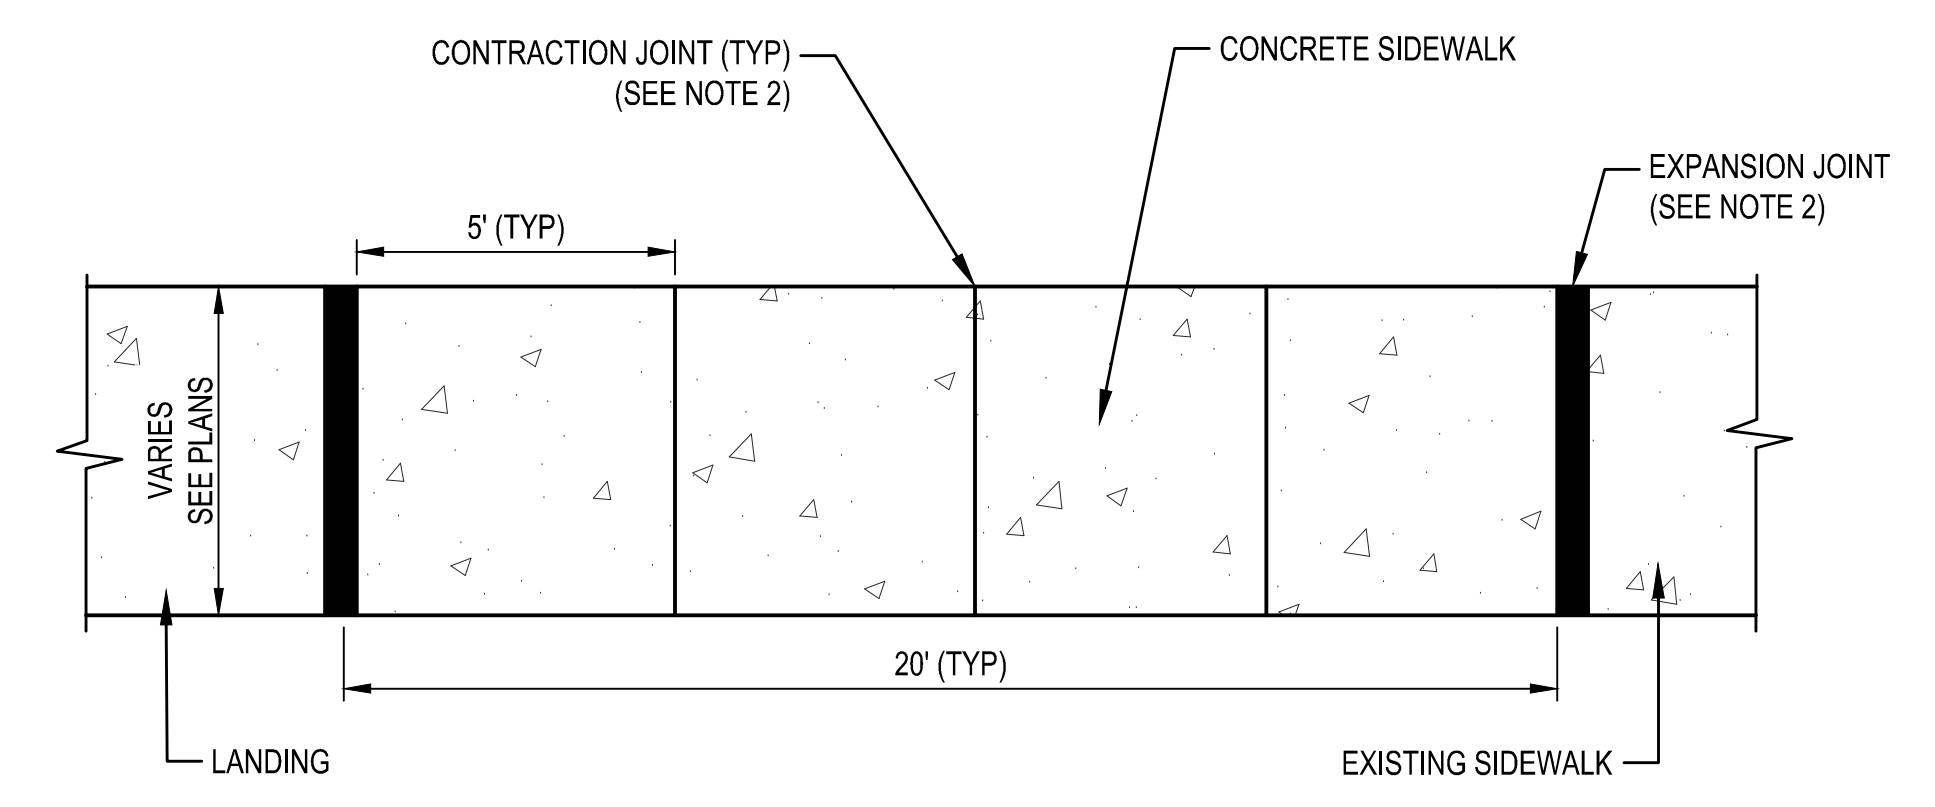 CONTRACTION JOINT (TYP)
(SEE NOTE 2)
CONCRETE SIDEWALK
EXPANSION JOINT
(SEE NOTE 2)
5' (TYP)
VARIES
SEE PLANS
20' (TYP)
LANDING
EXISTING SIDEWALK